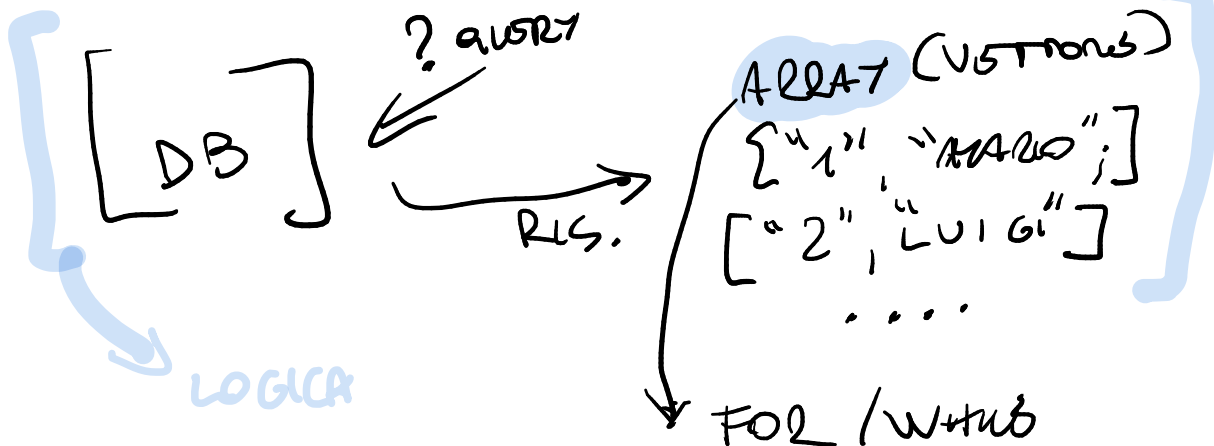 ? QUERY
DB
RIS.
ARRAY (VETTORE)
["1", "MARIO";]
["2", "LUIGI"]
....
LOGICA
FOR / WHILE